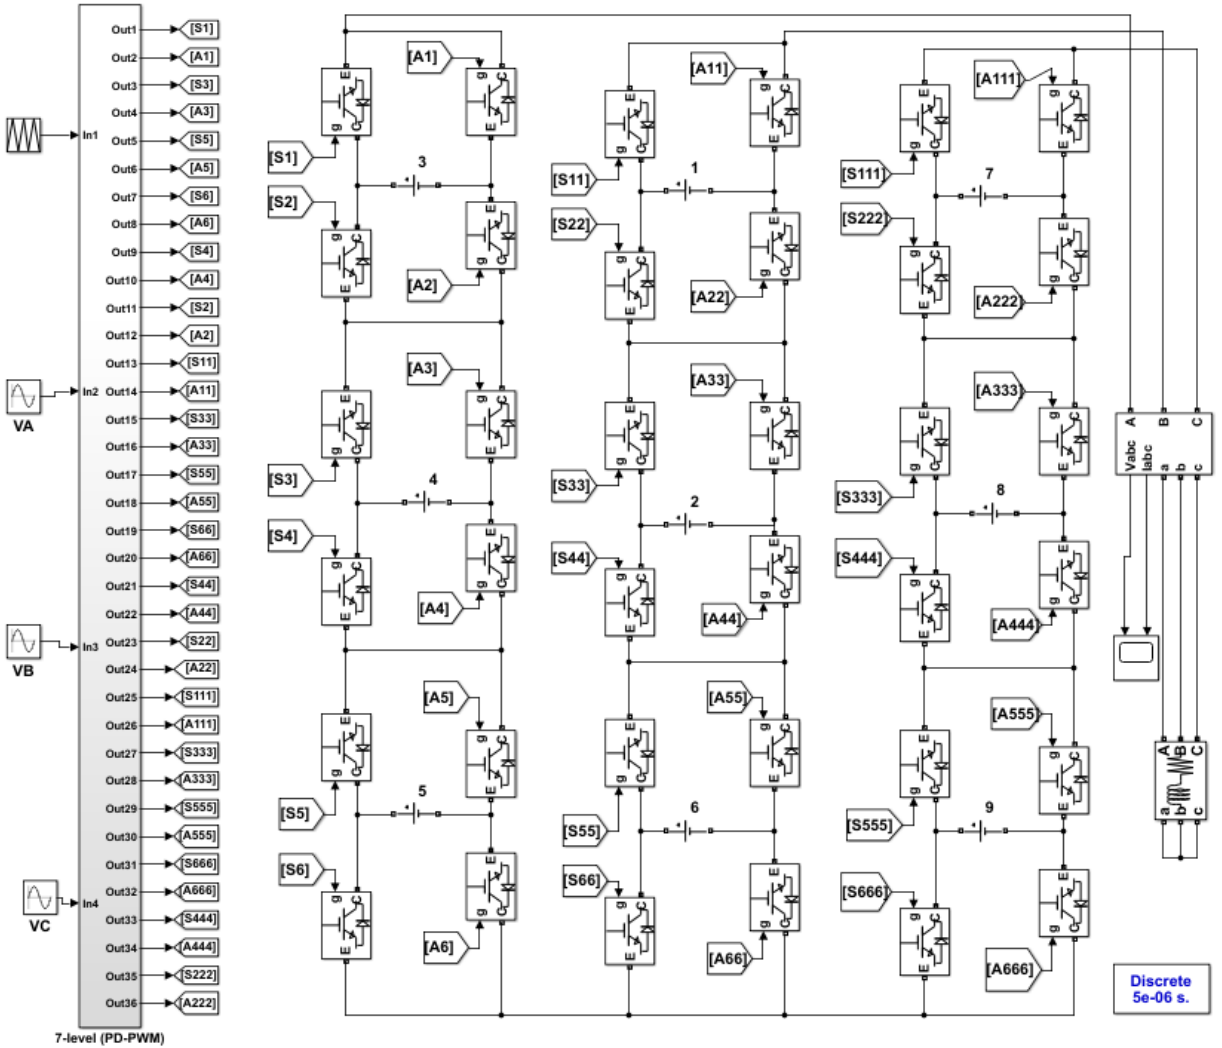 Out1
[S1]
Out2
[A1]
Out3
[S3]
Out4
[A3]
Out5
[S5]
Out6
[A5]
Out7
[S6]
Out8
[A6]
Out9
[S4]
Out10
[A4]
Out11
[S2]
Out12
[A2]
Out13
[S11]
Out14
[A11]
Out15
[S33]
Out16
[A33]
Out17
[S55]
Out18
[A55]
Out19
[S66]
Out20
[A66]
Out21
[S44]
Out22
[A44]
Out23
[S22]
Out24
[A22]
Out25
[S111]
Out26
[A111]
Out27
[S333]
Out28
[A333]
Out29
[S555]
Out30
[A555]
Out31
[S666]
Out32
[A666]
Out33
[S444]
Out34
[A444]
Out35
[S222]
Out36
[A222]
In1
In2
In3
In4
VA
VB
VC
7-level (PD-PWM)
[A1]
E
g
C
g
C
E
[S1]
3
[S2]
g
C
E
E
g
C
[A2]
[A3]
E
g
C
g
C
E
[S3]
4
[S4]
g
C
E
E
g
C
[A4]
[A5]
E
g
C
g
C
E
[S5]
5
[S6]
g
C
E
E
g
C
[A6]
[A11]
E
g
C
g
C
E
[S11]
1
[S22]
g
C
E
E
g
C
[A22]
[A33]
E
g
C
g
C
E
[S33]
2
[S44]
g
C
E
E
g
C
[A44]
[A55]
E
g
C
g
C
E
[S55]
6
[S66]
g
C
E
E
g
C
[A66]
[A111]
E
g
C
g
C
E
[S111]
7
[S222]
g
C
E
E
g
C
[A222]
[A333]
E
g
C
g
C
E
[S333]
8
[S444]
g
C
E
E
g
C
[A444]
[A555]
E
g
C
g
C
E
[S555]
9
[S666]
g
C
E
E
g
C
[A666]
A
B
C
Vabc
Iabc
a
b
c
A
B
C
a
b
c
Discrete
5e-06 s.